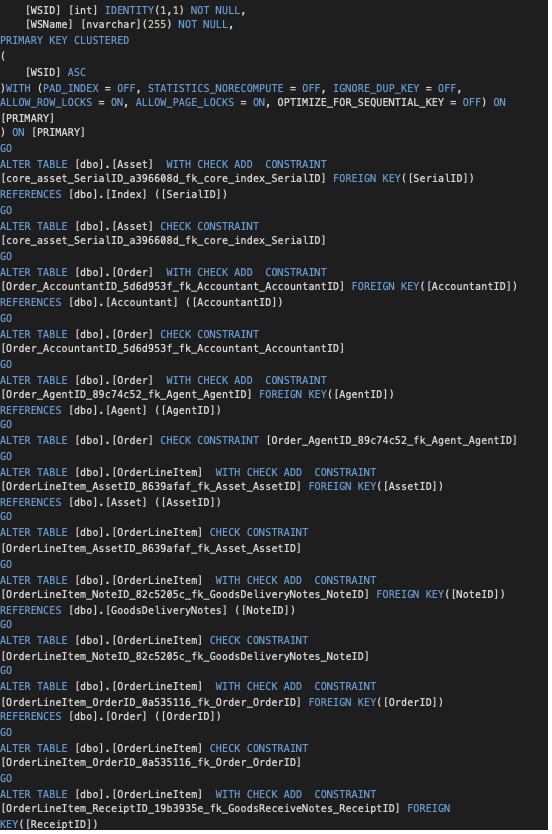 [WSID] [int] IDENTITY(1,1) NOT NULL,
[WSName] [nvarchar](255) NOT NULL,
PRIMARY KEY CLUSTERED
(
[WSID] ASC
)WITH (PAD_INDEX = OFF, STATISTICS_NORECOMPUTE = OFF, IGNORE_DUP_KEY = OFF,
ALLOW_ROW_LOCKS = ON, ALLOW_PAGE_LOCKS = ON, OPTIMIZE_FOR_SEQUENTIAL_KEY = OFF) ON
[PRIMARY]
) ON [PRIMARY]
GO
ALTER TABLE [dbo].[Asset]  WITH CHECK ADD  CONSTRAINT
[core_asset_SerialID_a396608d_fk_core_index_SerialID] FOREIGN KEY([SerialID])
REFERENCES [dbo].[Index] ([SerialID])
GO
ALTER TABLE [dbo].[Asset] CHECK CONSTRAINT
[core_asset_SerialID_a396608d_fk_core_index_SerialID]
GO
ALTER TABLE [dbo].[Order]  WITH CHECK ADD  CONSTRAINT
[Order_AccountantID_5d6d953f_fk_Accountant_AccountantID] FOREIGN KEY([AccountantID])
REFERENCES [dbo].[Accountant] ([AccountantID])
GO
ALTER TABLE [dbo].[Order] CHECK CONSTRAINT
[Order_AccountantID_5d6d953f_fk_Accountant_AccountantID]
GO
ALTER TABLE [dbo].[Order]  WITH CHECK ADD  CONSTRAINT
[Order_AgentID_89c74c52_fk_Agent_AgentID] FOREIGN KEY([AgentID])
REFERENCES [dbo].[Agent] ([AgentID])
GO
ALTER TABLE [dbo].[Order] CHECK CONSTRAINT [Order_AgentID_89c74c52_fk_Agent_AgentID]
GO
ALTER TABLE [dbo].[OrderLineItem]  WITH CHECK ADD  CONSTRAINT
[OrderLineItem_AssetID_8639afaf_fk_Asset_AssetID] FOREIGN KEY([AssetID])
REFERENCES [dbo].[Asset] ([AssetID])
GO
ALTER TABLE [dbo].[OrderLineItem] CHECK CONSTRAINT
[OrderLineItem_AssetID_8639afaf_fk_Asset_AssetID]
GO
ALTER TABLE [dbo].[OrderLineItem]  WITH CHECK ADD  CONSTRAINT
[OrderLineItem_NoteID_82c5205c_fk_GoodsDeliveryNotes_NoteID] FOREIGN KEY([NoteID])
REFERENCES [dbo].[GoodsDeliveryNotes] ([NoteID])
GO
ALTER TABLE [dbo].[OrderLineItem] CHECK CONSTRAINT
[OrderLineItem_NoteID_82c5205c_fk_GoodsDeliveryNotes_NoteID]
GO
ALTER TABLE [dbo].[OrderLineItem]  WITH CHECK ADD  CONSTRAINT
[OrderLineItem_OrderID_0a535116_fk_Order_OrderID] FOREIGN KEY([OrderID])
REFERENCES [dbo].[Order] ([OrderID])
GO
ALTER TABLE [dbo].[OrderLineItem] CHECK CONSTRAINT
[OrderLineItem_OrderID_0a535116_fk_Order_OrderID]
GO
ALTER TABLE [dbo].[OrderLineItem]  WITH CHECK ADD  CONSTRAINT
[OrderLineItem_ReceiptID_19b3935e_fk_GoodsReceiveNotes_ReceiptID] FOREIGN
KEY([ReceiptID])